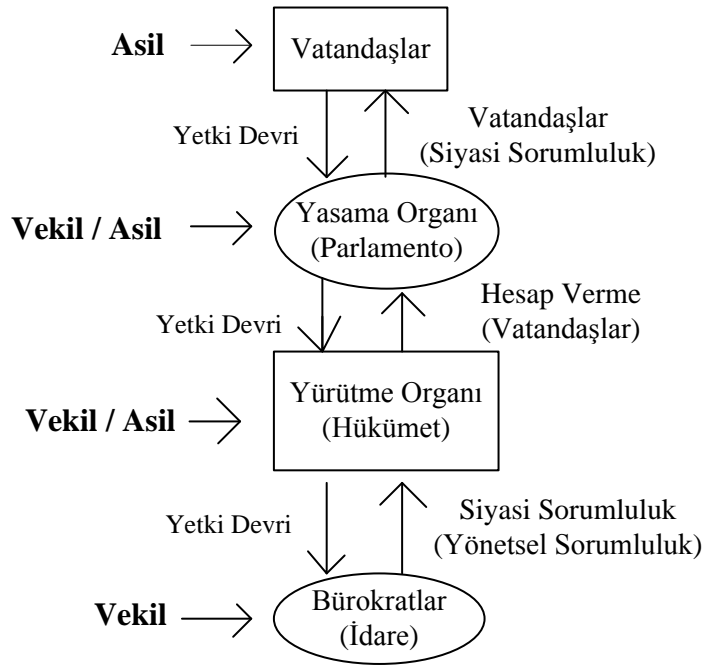 Asil
Vatandaşlar
Yetki Devri
Vatandaşlar
(Siyasi Sorumluluk)
Vekil / Asil
Yasama Organı
(Parlamento)
Yetki Devri
Hesap Verme
(Vatandaşlar)
Vekil / Asil
Yürütme Organı
(Hükümet)
Yetki Devri
Siyasi Sorumluluk
(Yönetsel Sorumluluk)
Vekil
Bürokratlar
(İdare)